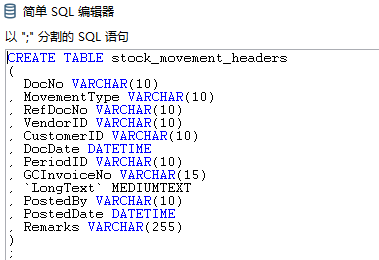 简单 SQL 编辑器
以 ";" 分割的 SQL 语句
CREATE TABLE stock_movement_headers
(
  DocNo VARCHAR(10)
, MovementType VARCHAR(10)
, RefDocNo VARCHAR(10)
, VendorID VARCHAR(10)
, CustomerID VARCHAR(10)
, DocDate DATETIME
, PeriodID VARCHAR(10)
, GCInvoiceNo VARCHAR(15)
, `LongText` MEDIUMTEXT
, PostedBy VARCHAR(10)
, PostedDate DATETIME
, Remarks VARCHAR(255)
)
;